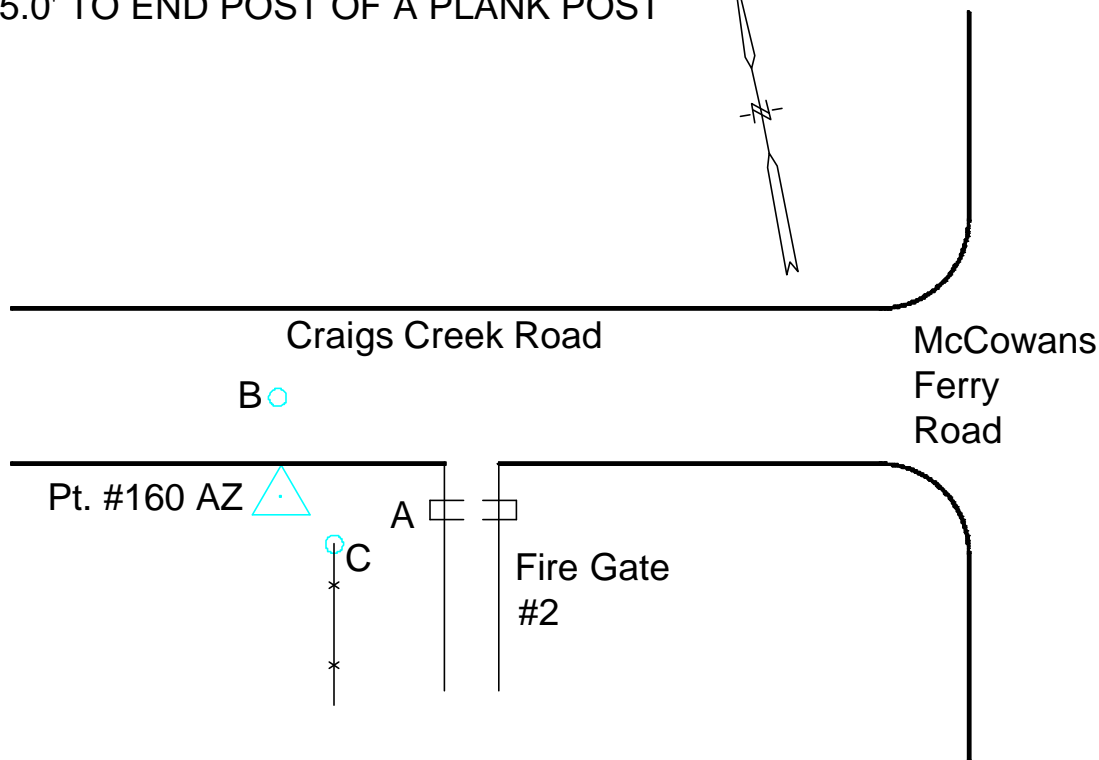 5.0' TO END POST OF A PLANK POST
N
Craigs Creek Road
McCowans
Ferry
Road
B
Pt. #160 AZ
A
C
Fire Gate
#2